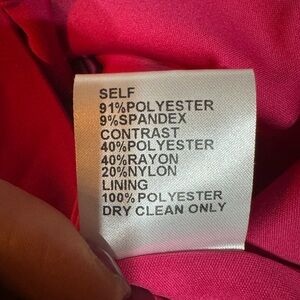 SELF
91%POLYESTER
9%SPANDEX
CONTRAST
40%POLYESTER
40%RAYON
20%NYLON
LINING
100%POLYESTER
DRY CLEAN ONLY